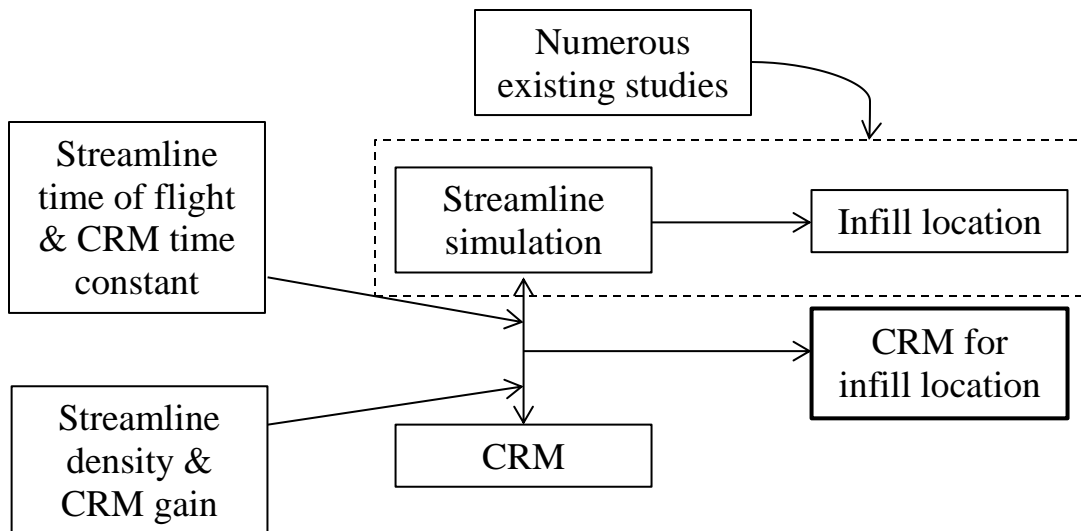 Numerous
existing studies
Streamline
time of flight
& CRM time
constant
Streamline
simulation
Infill location
CRM for
infill location
Streamline
density &
CRM gain
CRM